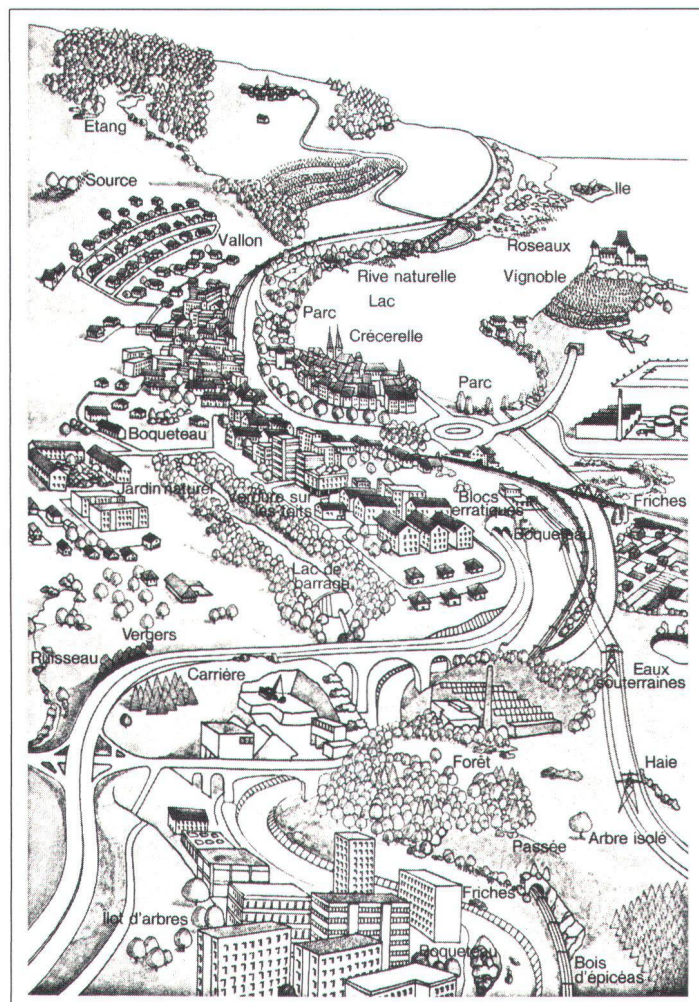 Etang
Source
Ile
Vallon
Roseaux
Rive naturelle
Vignoble
Lac
Parc
Crécerelle
Parc
Boqueteau
Jardin naturel
Verdure sur
les toits
Blocs
erratiques
Friches
Boqueteau
Lac de
barrage
Vergers
Ruisseau
Carrière
Eaux
souterraines
Forêt
Haie
Arbre isolé
Passée
Friches
Îlot d'arbres
Boqueteau
Bois
d'épicéas